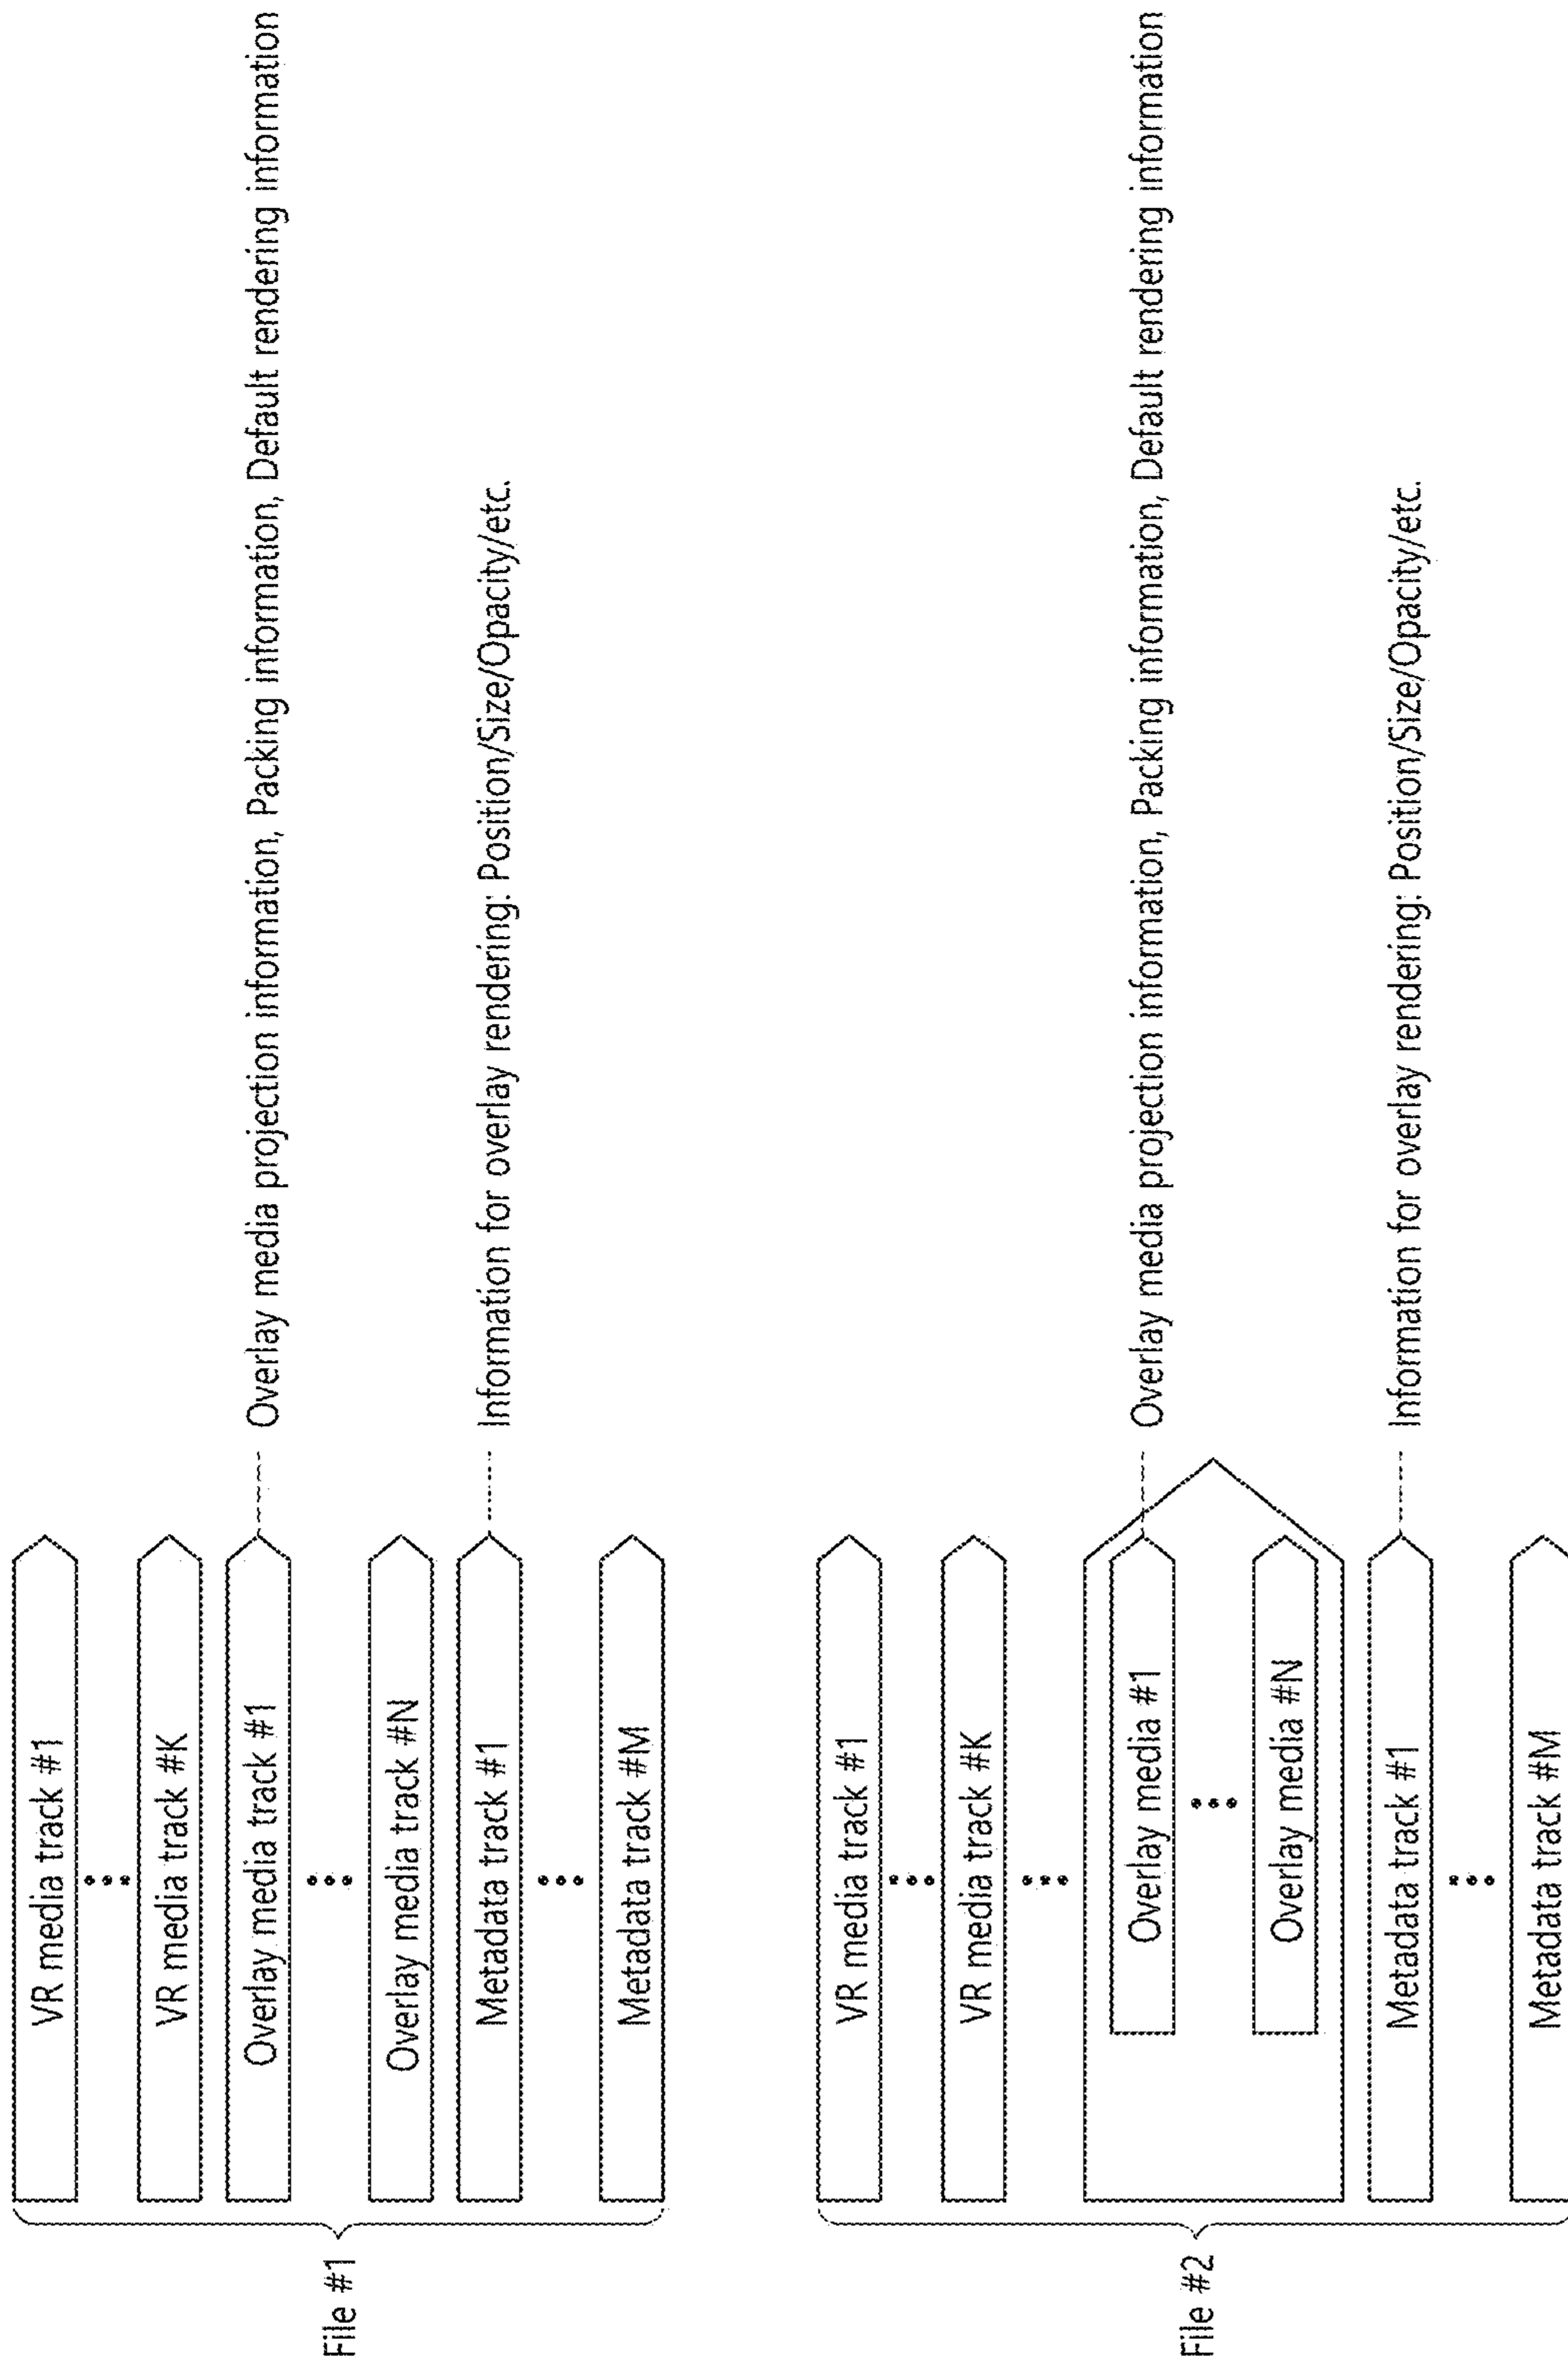 File #1
VR media track #1
VR media track #K
Overlay media track #1
Overlay media projection information, Packing information, Default rendering information
Overlay media track #N
Metadata track #1
Information for overlay rendering: Position/Size/Opacity/etc.
Metadata track #M
File #2
VR media track #1
VR media track #K
Overlay media #1
Overlay media projection information, Packing information, Default rendering information
Overlay media #N
Metadata track #1
Information for overlay rendering: Position/Size/Opacity/etc.
Metadata track #M